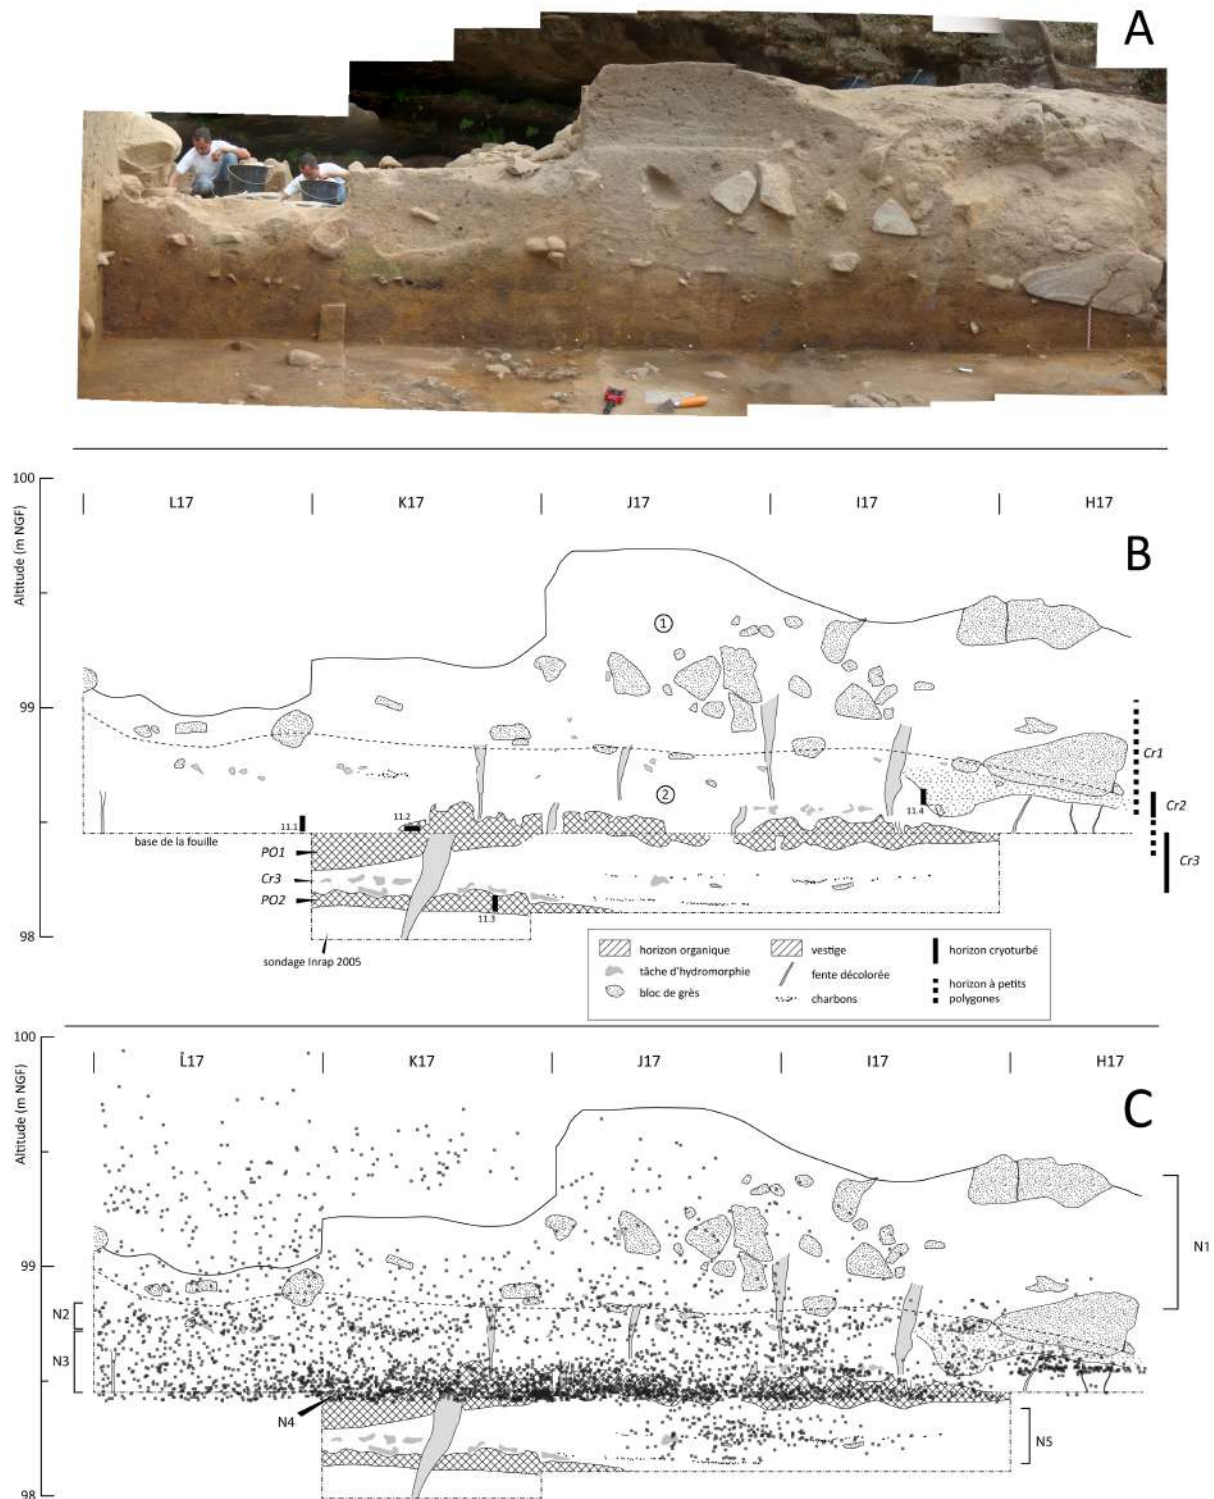 A
100
Altitude (m NGF)
99
98
L17
K17
J17
I17
H17
B
1
2
Cr1
Cr2
Cr3
11.1
11.2
11.3
11.4
base de la fouille
PO1
Cr3
PO2
sondage Inrap 2005
horizon organique
tâche d'hydromorphie
bloc de grès
vestige
fente décolorée
charbons
horizon cryoturbé
horizon à petits
polygones
100
Altitude (m NGF)
99
98
L17
K17
J17
I17
H17
C
N1
N2
N3
N4
N5